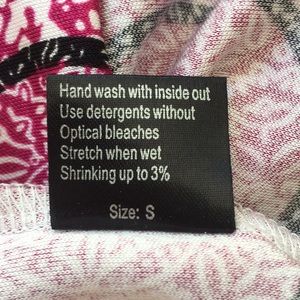 Hand wash with inside out
Use detergents without
Optical bleaches
Stretch when wet
Shrinking up to 3%
Size: S